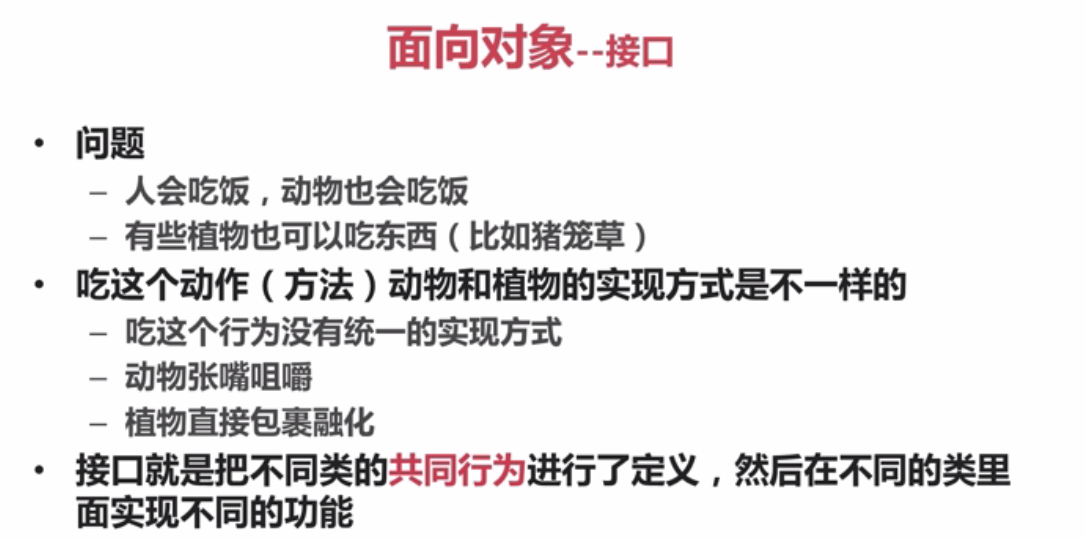 面向对象--接口
• 问题
– 人会吃饭，动物也会吃饭
– 有些植物也可以吃东西（比如猪笼草）
• 吃这个动作（方法）动物和植物的实现方式是不一样的
– 吃这个行为没有统一的实现方式
– 动物张嘴咀嚼
– 植物直接包裹融化
• 接口就是把不同类的共同行为进行了定义，然后在不同的类里
面实现不同的功能